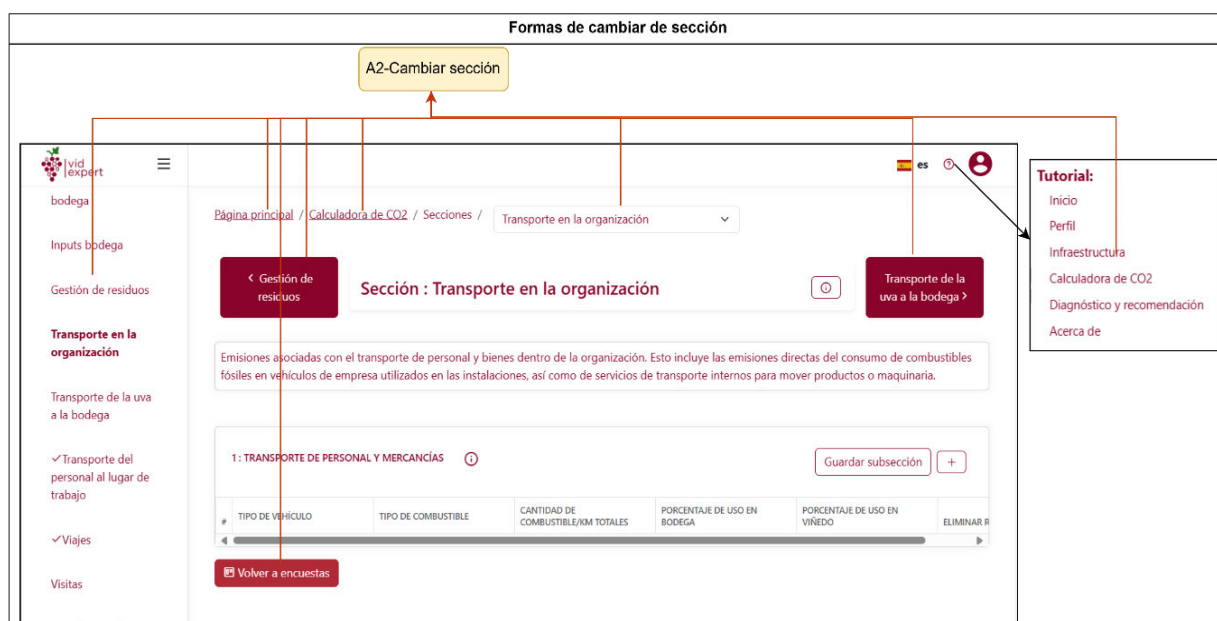 Formas de cambiar de sección
A2-Cambiar sección
vid
expert
es
bodega
Inputs bodega
Gestión de residuos
Transporte en la
organización
Transporte de la uva
a la bodega
✓Transporte del
personal al lugar de
trabajo
✓Viajes
Visitas
Página principal / Calculadora de CO2 / Secciones /
Transporte en la organización
< Gestión de
residuos
Sección : Transporte en la organización
Transporte de la
uva a la bodega >
Emisiones asociadas con el transporte de personal y bienes dentro de la organización. Esto incluye las emisiones directas del consumo de combustibles
fósiles en vehículos de empresa utilizados en las instalaciones, así como de servicios de transporte internos para mover productos o maquinaria.
1 : TRANSPORTE DE PERSONAL Y MERCANCÍAS
Guardar subsección
+
# TIPO DE VEHÍCULO
TIPO DE COMBUSTIBLE
CANTIDAD DE
COMBUSTIBLE/KM TOTALES
PORCENTAJE DE USO EN
BODEGA
PORCENTAJE DE USO EN
VIÑEDO
ELIMINAR R
Volver a encuestas
Tutorial:
Inicio
Perfil
Infraestructura
Calculadora de CO2
Diagnóstico y recomendación
Acerca de